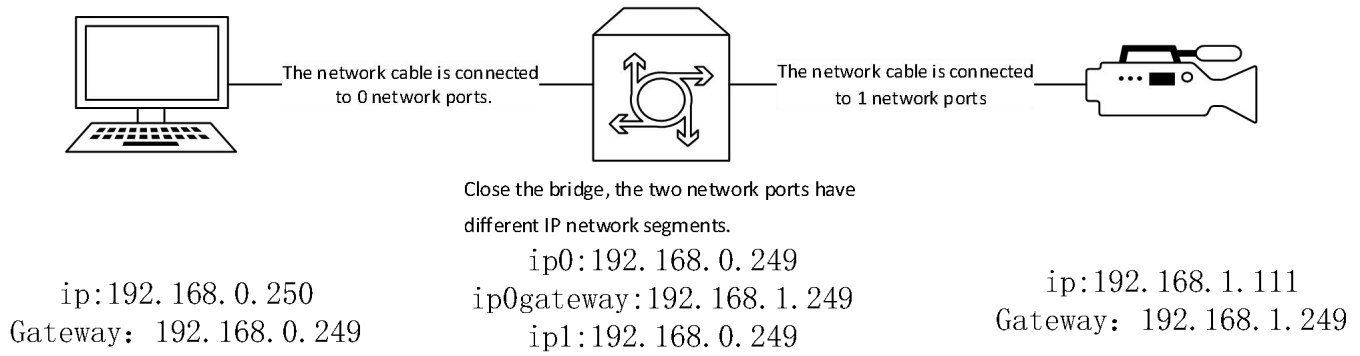 The network cable is connected
to 0 network ports.
The network cable is connected
to 1 network ports
Close the bridge, the two network ports have
different IP network segments.
ip:192.168.0.250
Gateway: 192.168.0.249
ip0:192.168.0.249
ip0gateway:192.168.1.249
ip1:192.168.0.249
ip:192.168.1.111
Gateway: 192.168.1.249